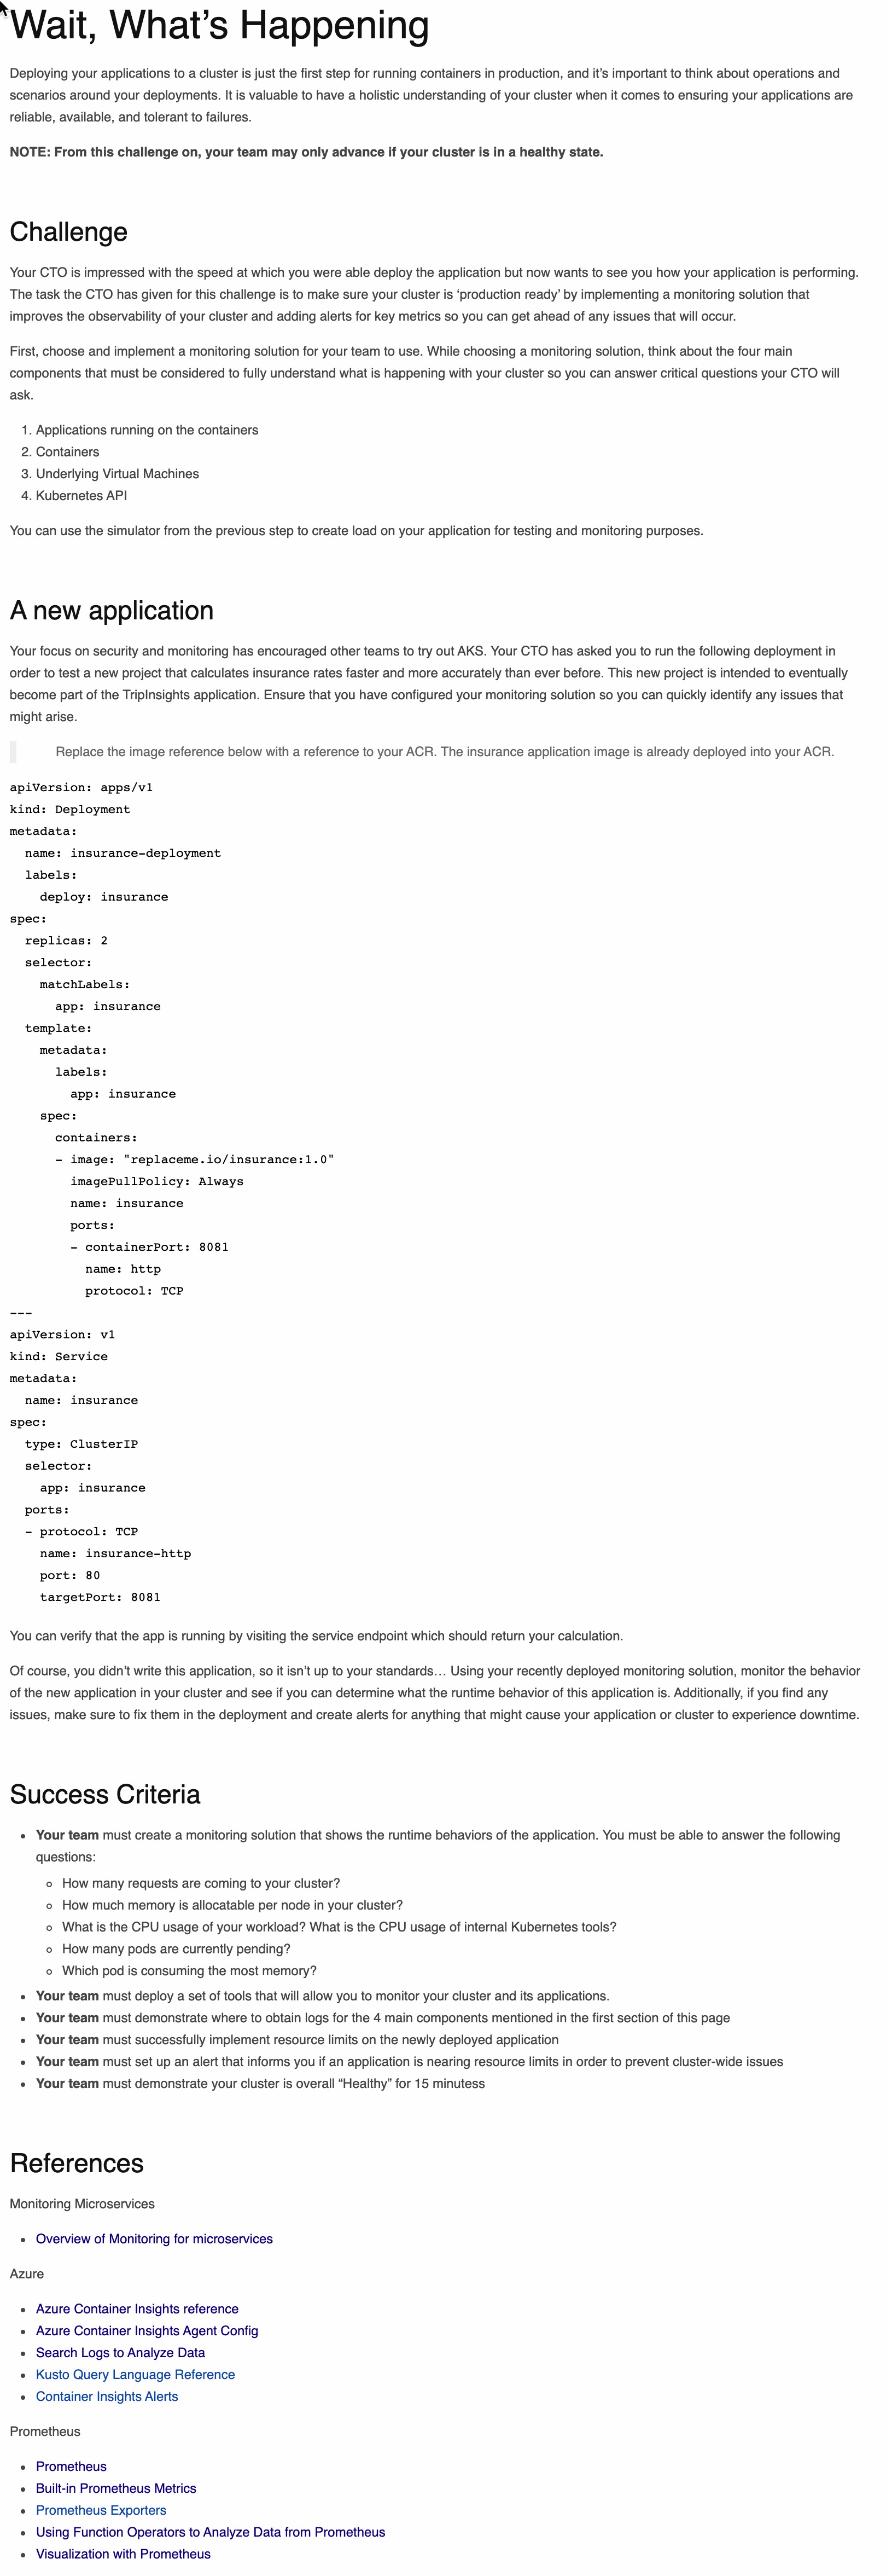 Wait, What’s Happening
Deploying your applications to a cluster is just the first step for running containers in production, and it’s important to think about operations and
scenarios around your deployments. It is valuable to have a holistic understanding of your cluster when it comes to ensuring your applications are
reliable, available, and tolerant to failures.
NOTE: From this challenge on, your team may only advance if your cluster is in a healthy state.
Challenge
Your CTO is impressed with the speed at which you were able deploy the application but now wants to see you how your application is performing.
The task the CTO has given for this challenge is to make sure your cluster is ‘production ready’ by implementing a monitoring solution that
improves the observability of your cluster and adding alerts for key metrics so you can get ahead of any issues that will occur.
First, choose and implement a monitoring solution for your team to use. While choosing a monitoring solution, think about the four main
components that must be considered to fully understand what is happening with your cluster so you can answer critical questions your CTO will
ask.
1. Applications running on the containers
2. Containers
3. Underlying Virtual Machines
4. Kubernetes API
You can use the simulator from the previous step to create load on your application for testing and monitoring purposes.
A new application
Your focus on security and monitoring has encouraged other teams to try out AKS. Your CTO has asked you to run the following deployment in
order to test a new project that calculates insurance rates faster and more accurately than ever before. This new project is intended to eventually
become part of the TripInsights application. Ensure that you have configured your monitoring solution so you can quickly identify any issues that
might arise.
Replace the image reference below with a reference to your ACR. The insurance application image is already deployed into your ACR.
apiVersion: apps/v1
kind: Deployment
metadata:
  name: insurance-deployment
  labels:
    deploy: insurance
spec:
  replicas: 2
  selector:
    matchLabels:
      app: insurance
  template:
    metadata:
      labels:
        app: insurance
    spec:
      containers:
      - image: "replaceme.io/insurance:1.0"
        imagePullPolicy: Always
        name: insurance
        ports:
        - containerPort: 8081
          name: http
          protocol: TCP
---
apiVersion: v1
kind: Service
metadata:
  name: insurance
spec:
  type: ClusterIP
  selector:
    app: insurance
  ports:
  - protocol: TCP
    name: insurance-http
    port: 80
    targetPort: 8081
You can verify that the app is running by visiting the service endpoint which should return your calculation.
Of course, you didn’t write this application, so it isn’t up to your standards… Using your recently deployed monitoring solution, monitor the behavior
of the new application in your cluster and see if you can determine what the runtime behavior of this application is. Additionally, if you find any
issues, make sure to fix them in the deployment and create alerts for anything that might cause your application or cluster to experience downtime.
Success Criteria
• Your team must create a monitoring solution that shows the runtime behaviors of the application. You must be able to answer the following
questions:
◦ How many requests are coming to your cluster?
◦ How much memory is allocatable per node in your cluster?
◦ What is the CPU usage of your workload? What is the CPU usage of internal Kubernetes tools?
◦ How many pods are currently pending?
◦ Which pod is consuming the most memory?
• Your team must deploy a set of tools that will allow you to monitor your cluster and its applications.
• Your team must demonstrate where to obtain logs for the 4 main components mentioned in the first section of this page
• Your team must successfully implement resource limits on the newly deployed application
• Your team must set up an alert that informs you if an application is nearing resource limits in order to prevent cluster-wide issues
• Your team must demonstrate your cluster is overall “Healthy” for 15 minutess
References
Monitoring Microservices
• Overview of Monitoring for microservices
Azure
• Azure Container Insights reference
• Azure Container Insights Agent Config
• Search Logs to Analyze Data
• Kusto Query Language Reference
• Container Insights Alerts
Prometheus
• Prometheus
• Built-in Prometheus Metrics
• Prometheus Exporters
• Using Function Operators to Analyze Data from Prometheus
• Visualization with Prometheus